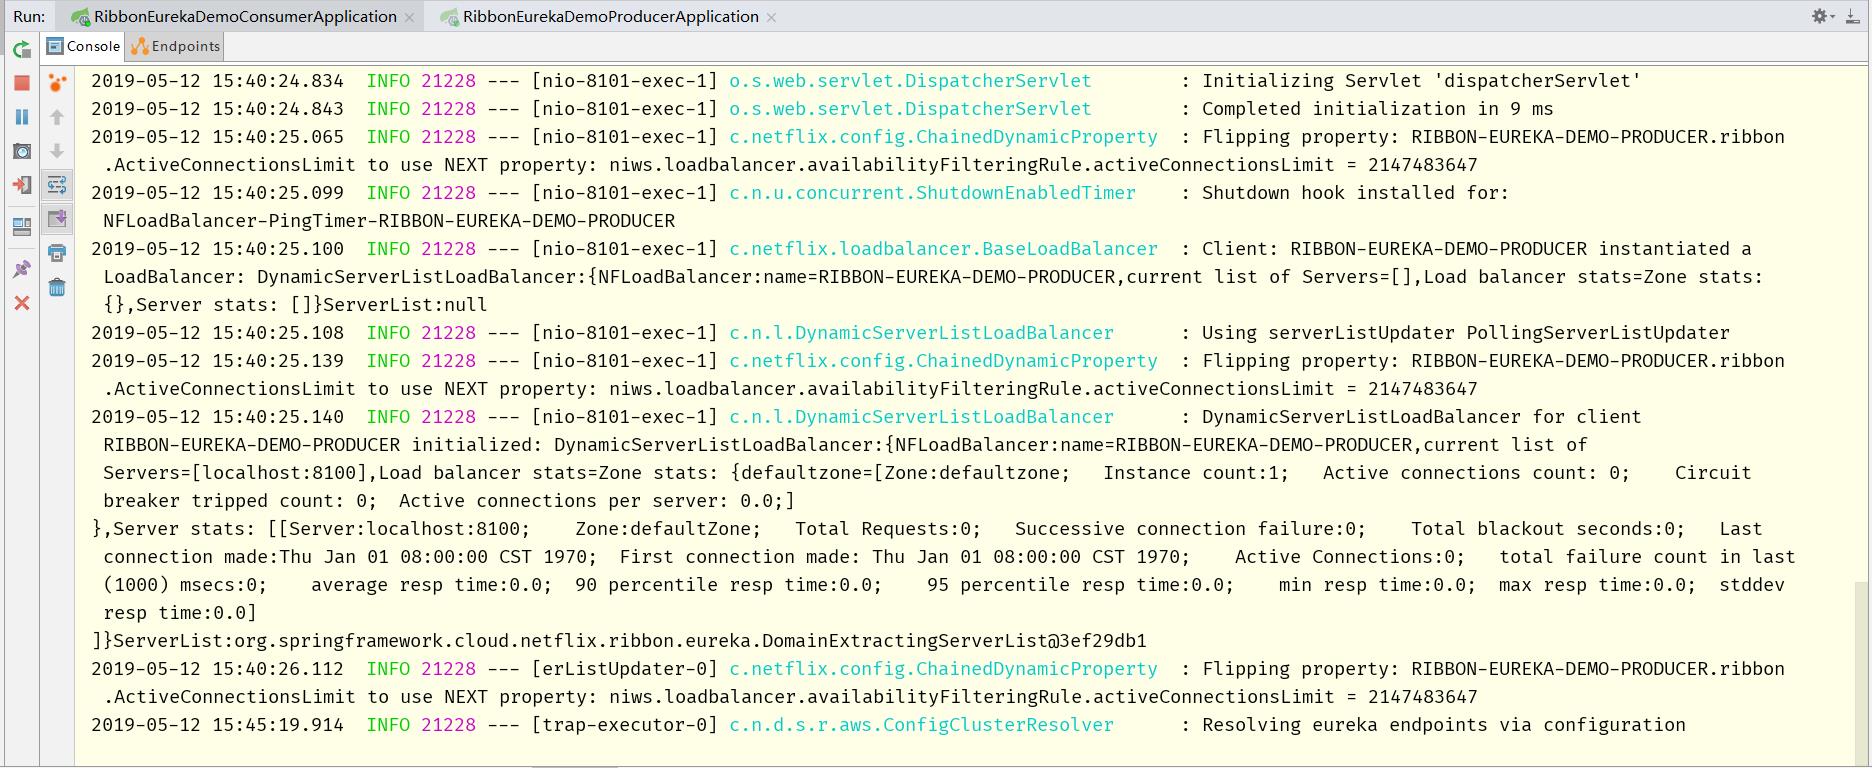 Run: RibbonEurekaDemoConsumerApplication × RibbonEurekaDemoProducerApplication ×
Console Endpoints
2019-05-12 15:40:24.834  INFO 21228 --- [nio-8101-exec-1] o.s.web.servlet.DispatcherServlet        : Initializing Servlet 'dispatcherServlet'
2019-05-12 15:40:24.843  INFO 21228 --- [nio-8101-exec-1] o.s.web.servlet.DispatcherServlet        : Completed initialization in 9 ms
2019-05-12 15:40:25.065  INFO 21228 --- [nio-8101-exec-1] c.netflix.config.ChainedDynamicProperty  : Flipping property: RIBBON-EUREKA-DEMO-PRODUCER.ribbon
.ActiveConnectionsLimit to use NEXT property: niws.loadbalancer.availabilityFilteringRule.activeConnectionsLimit = 2147483647
2019-05-12 15:40:25.099  INFO 21228 --- [nio-8101-exec-1] c.n.u.concurrent.ShutdownEnabledTimer    : Shutdown hook installed for:
NFLoadBalancer-PingTimer-RIBBON-EUREKA-DEMO-PRODUCER
2019-05-12 15:40:25.100  INFO 21228 --- [nio-8101-exec-1] c.netflix.loadbalancer.BaseLoadBalancer  : Client: RIBBON-EUREKA-DEMO-PRODUCER instantiated a
LoadBalancer: DynamicServerListLoadBalancer:{NFLoadBalancer:name=RIBBON-EUREKA-DEMO-PRODUCER,current list of Servers=[],Load balancer stats=Zone stats:
{},Server stats: []}ServerList:null
2019-05-12 15:40:25.108  INFO 21228 --- [nio-8101-exec-1] c.n.l.DynamicServerListLoadBalancer      : Using serverListUpdater PollingServerListUpdater
2019-05-12 15:40:25.139  INFO 21228 --- [nio-8101-exec-1] c.netflix.config.ChainedDynamicProperty  : Flipping property: RIBBON-EUREKA-DEMO-PRODUCER.ribbon
.ActiveConnectionsLimit to use NEXT property: niws.loadbalancer.availabilityFilteringRule.activeConnectionsLimit = 2147483647
2019-05-12 15:40:25.140  INFO 21228 --- [nio-8101-exec-1] c.n.l.DynamicServerListLoadBalancer      : DynamicServerListLoadBalancer for client
RIBBON-EUREKA-DEMO-PRODUCER initialized: DynamicServerListLoadBalancer:{NFLoadBalancer:name=RIBBON-EUREKA-DEMO-PRODUCER,current list of
Servers=[localhost:8100],Load balancer stats=Zone stats: {defaultzone=[Zone:defaultzone;   Instance count:1;   Active connections count: 0;    Circuit
breaker tripped count: 0;  Active connections per server: 0.0;]
},Server stats: [[Server:localhost:8100;    Zone:defaultZone;   Total Requests:0;   Successive connection failure:0;    Total blackout seconds:0;   Last
connection made:Thu Jan 01 08:00:00 CST 1970;  First connection made: Thu Jan 01 08:00:00 CST 1970;    Active Connections:0;   total failure count in last
(1000) msecs:0;    average resp time:0.0;  90 percentile resp time:0.0;    95 percentile resp time:0.0;    min resp time:0.0;  max resp time:0.0;  stddev
resp time:0.0]
]}ServerList:org.springframework.cloud.netflix.ribbon.eureka.DomainExtractingServerList@3ef29db1
2019-05-12 15:40:26.112  INFO 21228 --- [erListUpdater-0] c.netflix.config.ChainedDynamicProperty  : Flipping property: RIBBON-EUREKA-DEMO-PRODUCER.ribbon
.ActiveConnectionsLimit to use NEXT property: niws.loadbalancer.availabilityFilteringRule.activeConnectionsLimit = 2147483647
2019-05-12 15:45:19.914  INFO 21228 --- [trap-executor-0] c.n.d.s.r.aws.ConfigClusterResolver      : Resolving eureka endpoints via configuration